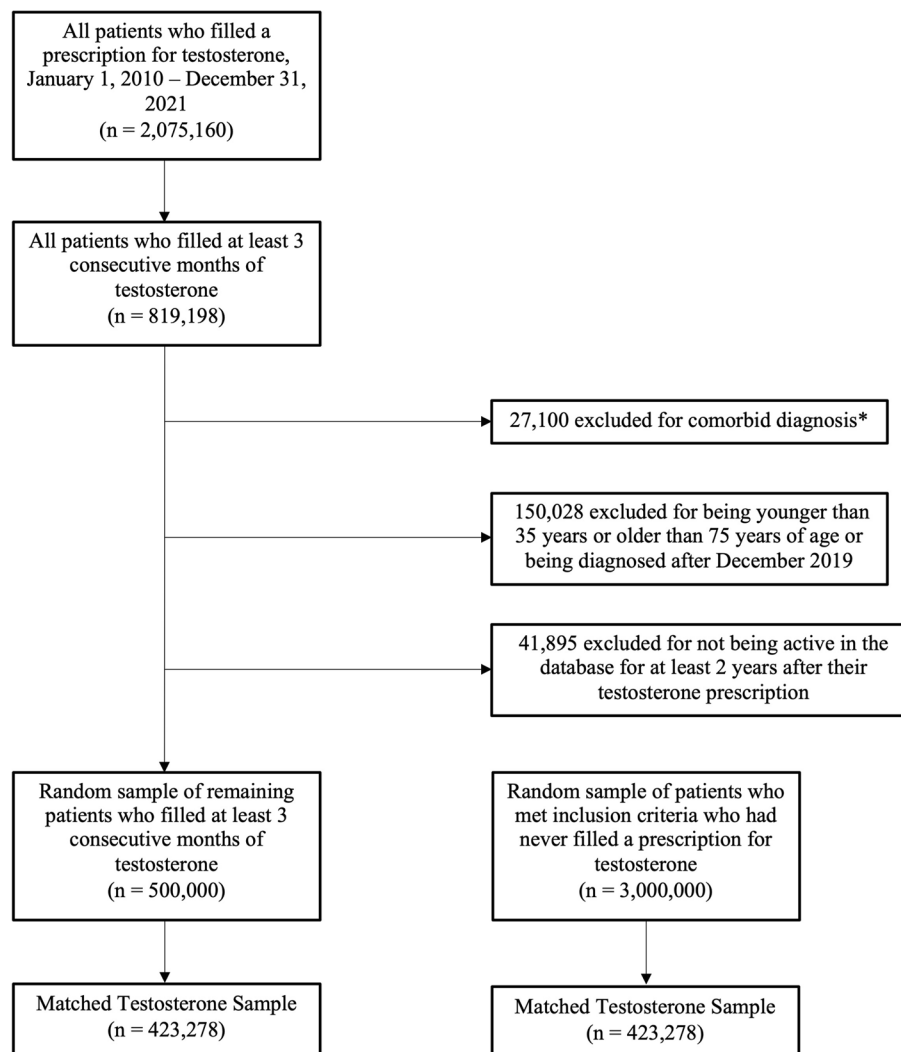 All patients who filled a
prescription for testosterone,
January 1, 2010 – December 31,
2021
(n = 2,075,160)
All patients who filled at least 3
consecutive months of
testosterone
(n = 819,198)
27,100 excluded for comorbid diagnosis*
150,028 excluded for being younger than
35 years or older than 75 years of age or
being diagnosed after December 2019
41,895 excluded for not being active in the
database for at least 2 years after their
testosterone prescription
Random sample of remaining
patients who filled at least 3
consecutive months of
testosterone
(n = 500,000)
Random sample of patients who
met inclusion criteria who had
never filled a prescription for
testosterone
(n = 3,000,000)
Matched Testosterone Sample
(n = 423,278)
Matched Testosterone Sample
(n = 423,278)